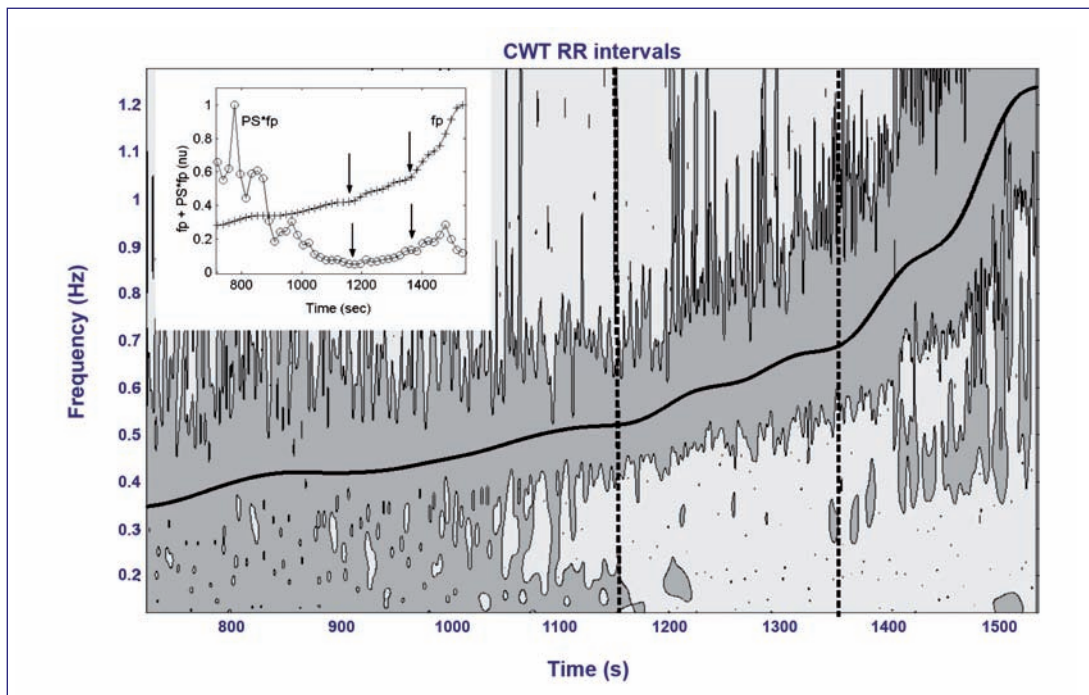 CWT RR intervals
Frequency (Hz)
1.2
1.1
1
0.9
0.8
0.7
0.6
0.5
0.4
0.3
0.2
fp + PS*fp (nu)
1
0.8
0.6
0.4
0.2
0
PS*fp
fp
800 1000 1200 1400
Time (sec)
800 900 1000 1100 1200 1300 1400 1500
Time (s)